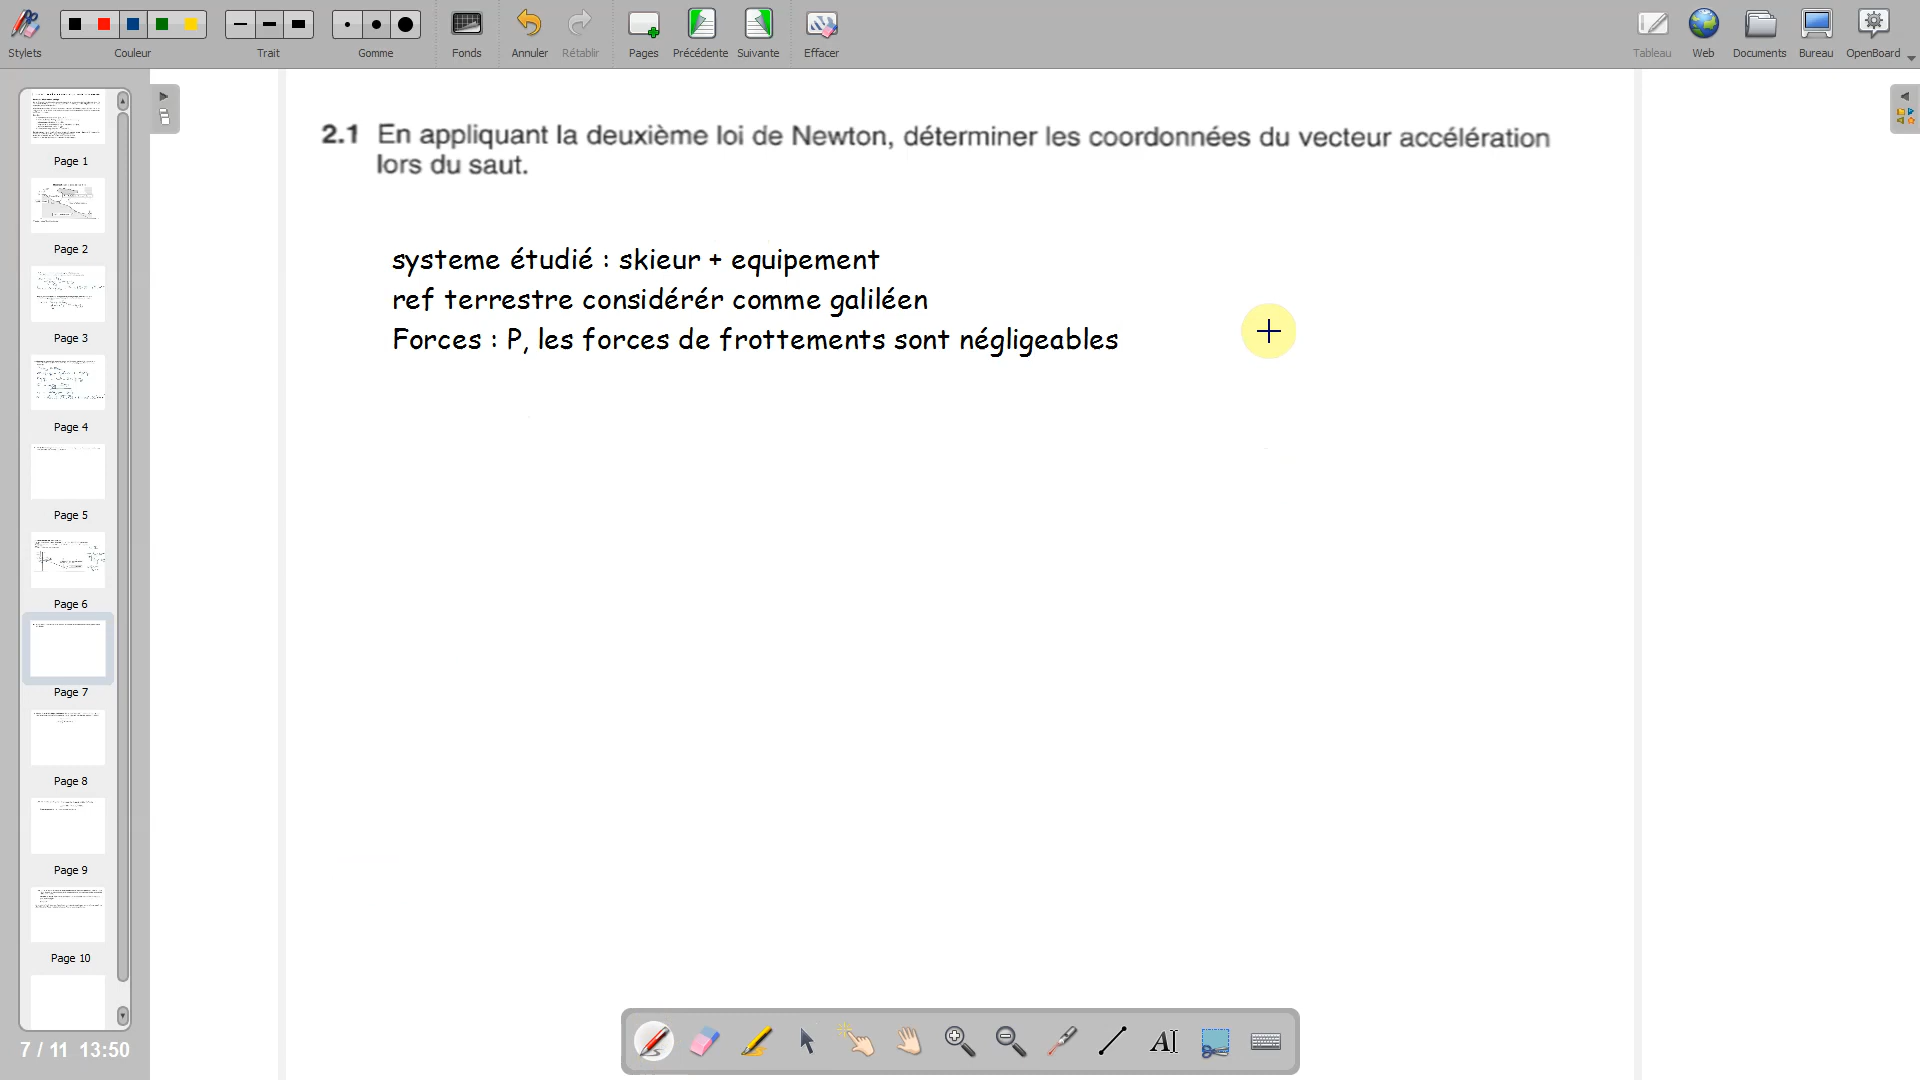 Stylets
Couleur
Trait
Gomme
Fonds
Annuler
Rétablir
Pages
Précédente
Suivante
Effacer
Tableau
Web
Documents
Bureau
OpenBoard
Page 1
Page 2
Page 3
Page 4
Page 5
Page 6
Page 7
Page 8
Page 9
Page 10
7 / 11 13:50
2.1 En appliquant la deuxième loi de Newton, déterminer les coordonnées du vecteur accélération
lors du saut.
systeme étudié : skieur + equipement
ref terrestre considérér comme galiléen
Forces : P, les forces de frottements sont négligeables
AI